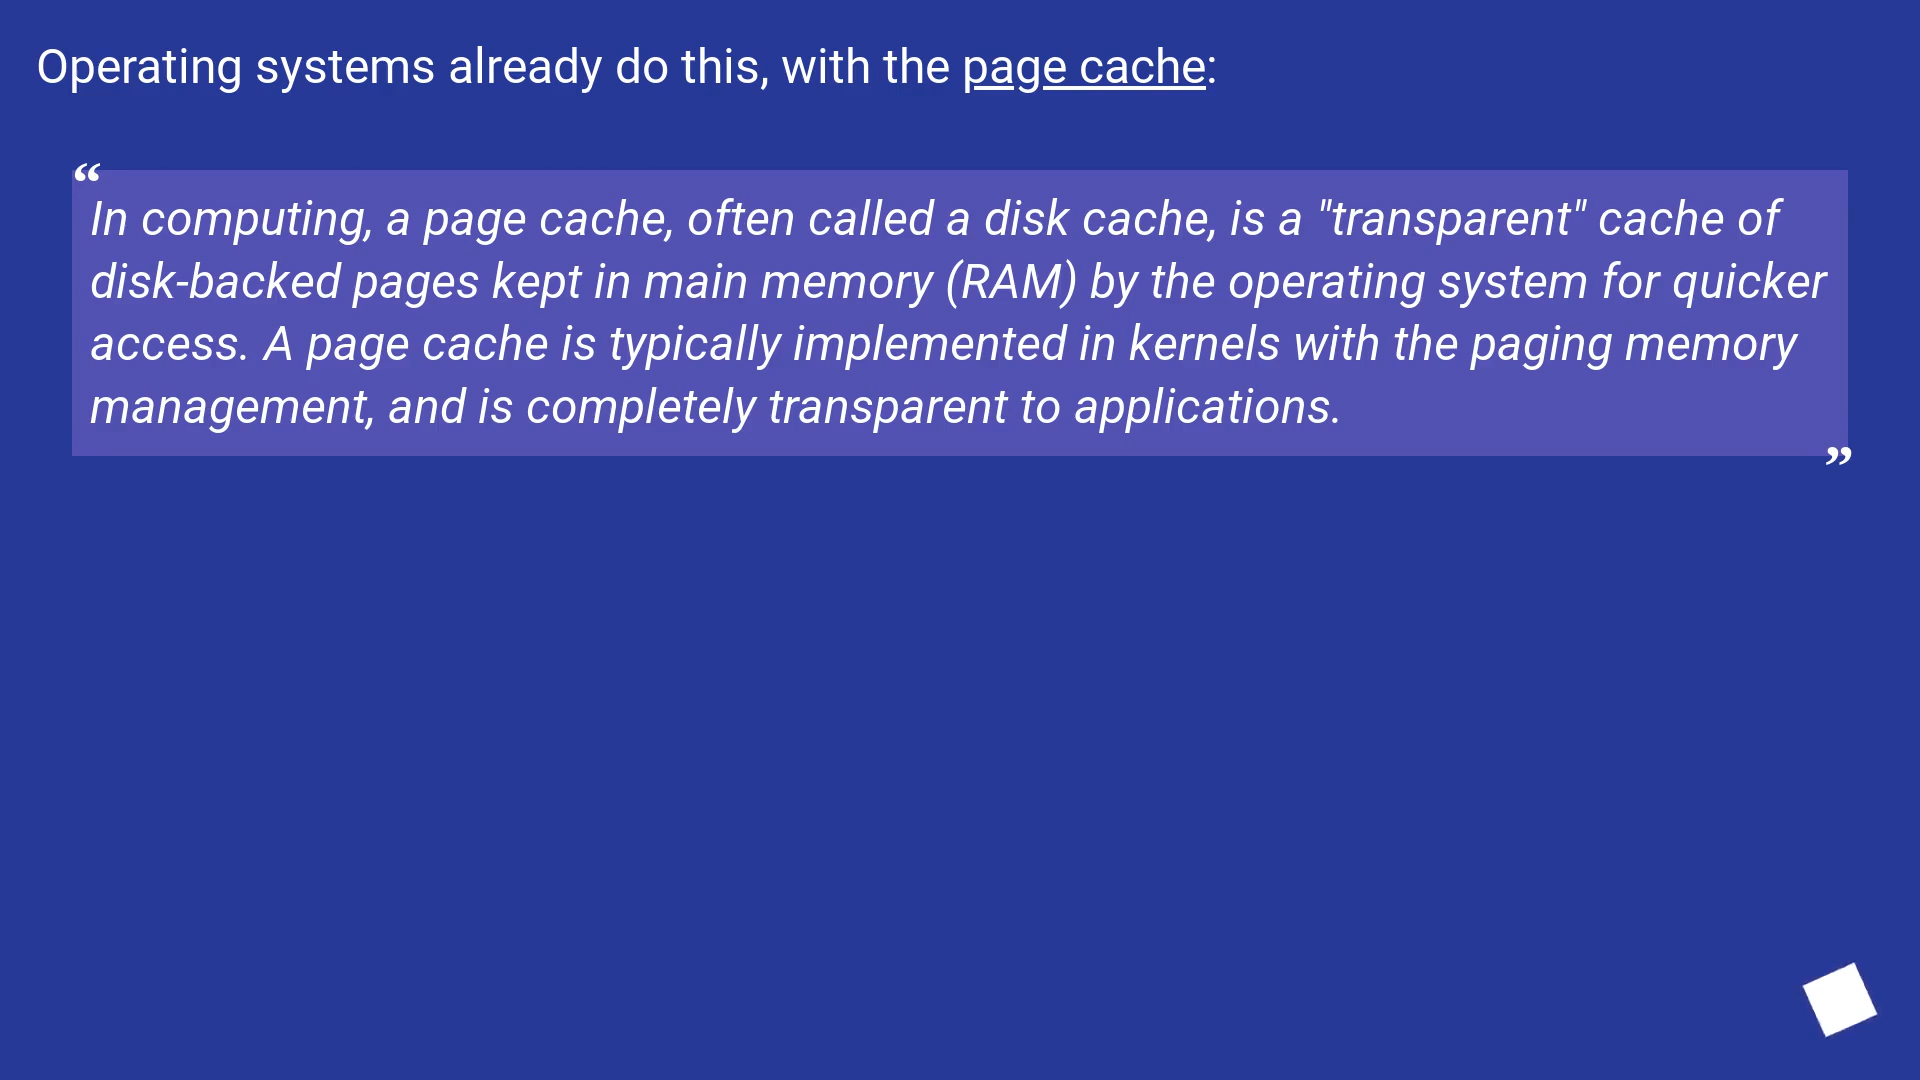 Operating systems already do this, with the page cache:
“
In computing, a page cache, often called a disk cache, is a "transparent" cache of
disk-backed pages kept in main memory (RAM) by the operating system for quicker
access. A page cache is typically implemented in kernels with the paging memory
management, and is completely transparent to applications.
”